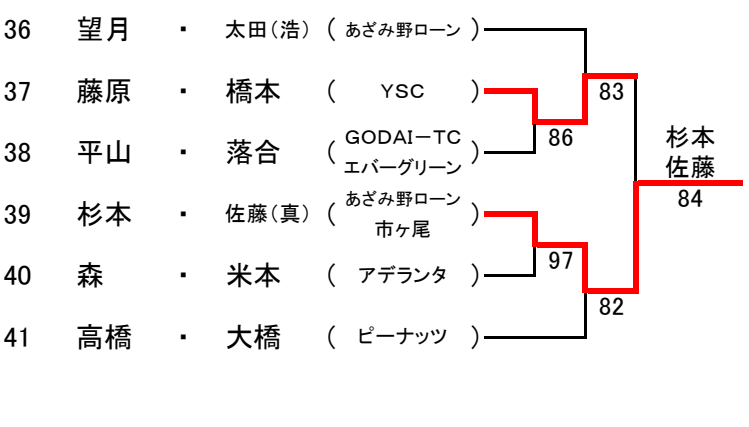 36 望月 ・ 太田(浩) ( あざみ野ローン )
37 藤原 ・ 橋本 ( YSC ) 83
38 平山 ・ 落合 ( GODAI-TC エバーグリーン ) 86
杉本
佐藤
84
39 杉本 ・ 佐藤(真) ( あざみ野ローン 市ヶ尾 )
40 森 ・ 米本 ( アデランタ ) 97
82
41 高橋 ・ 大橋 ( ピーナッツ )